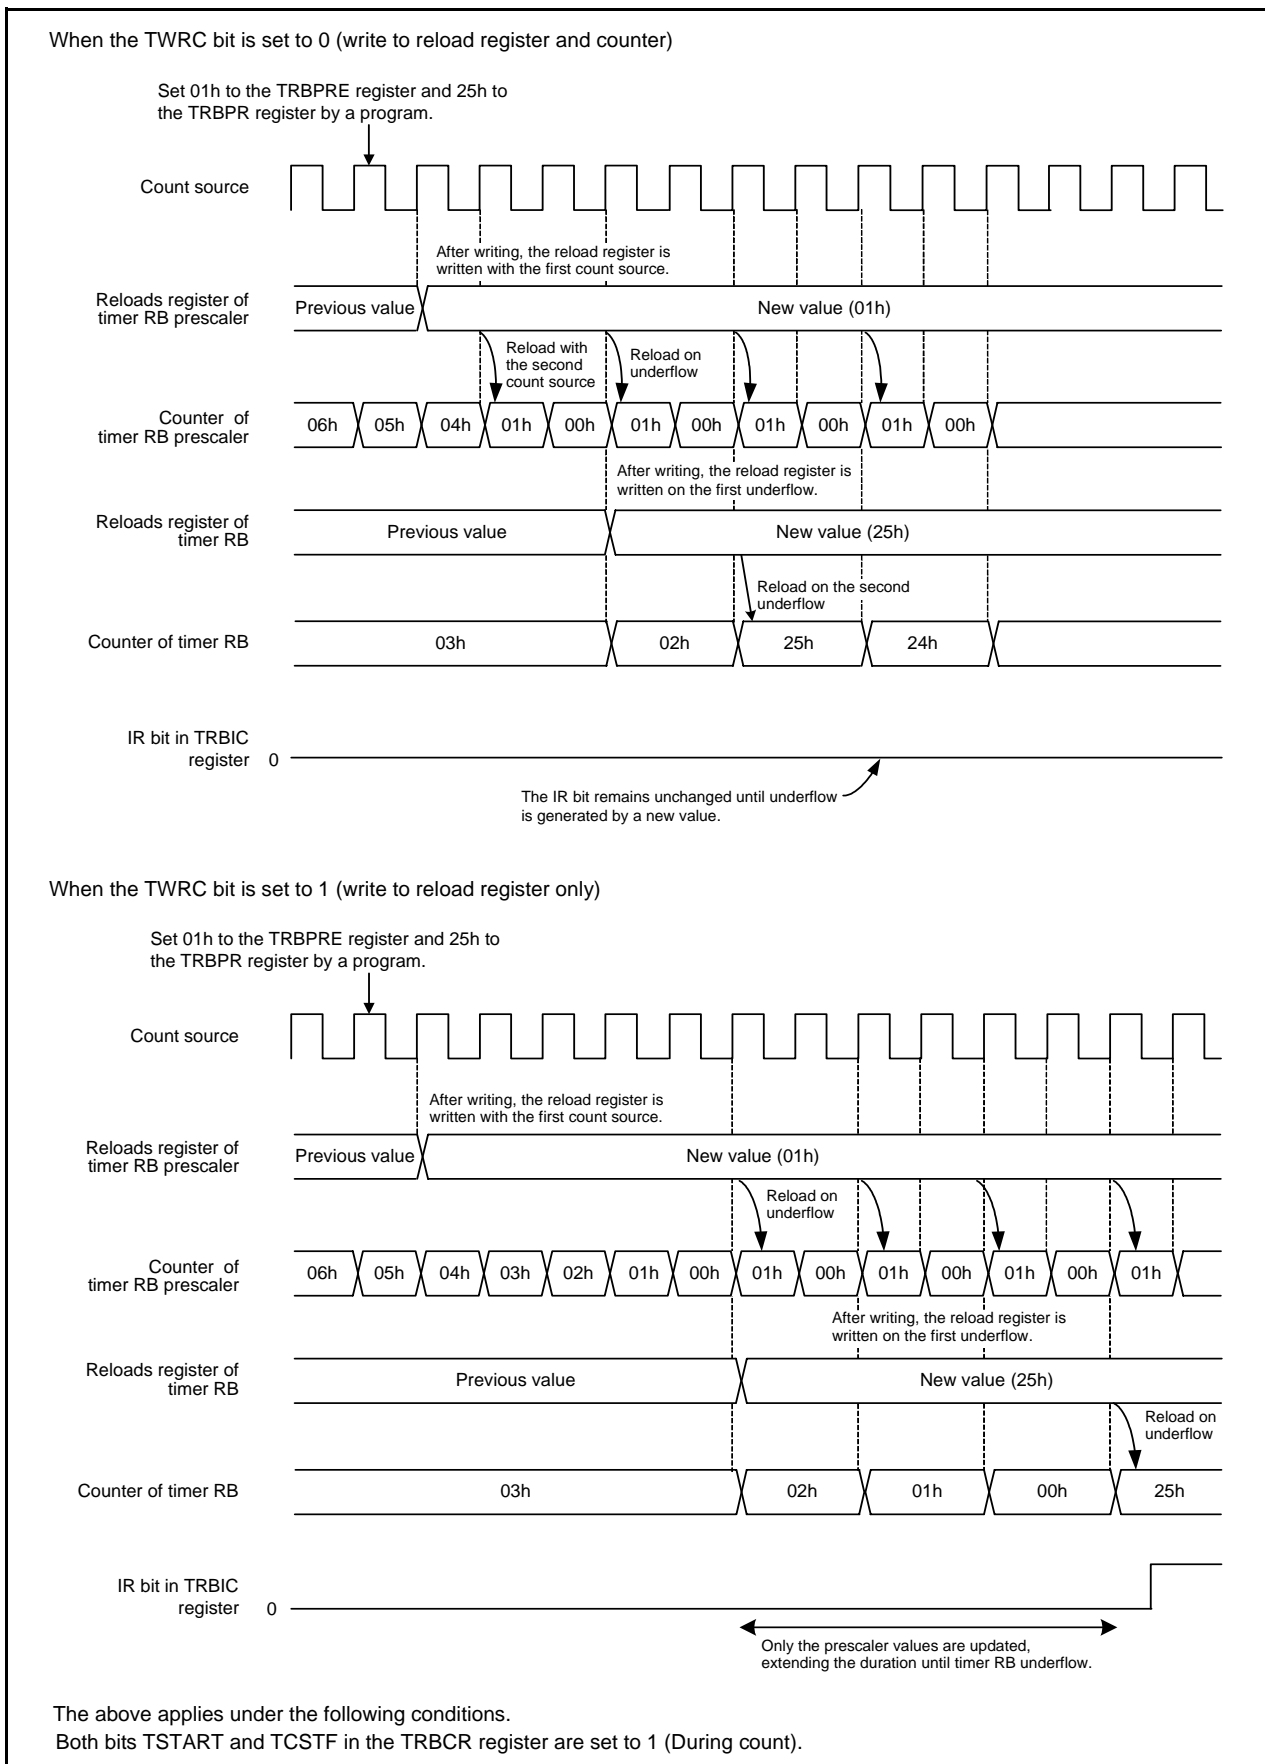 When the TWRC bit is set to 0 (write to reload register and counter)
Set 01h to the TRBPRE register and 25h to
the TRBPR register by a program.
Count source
After writing, the reload register is
written with the first count source.
Reloads register of
timer RB prescaler
Previous value
New value (01h)
Reload with
the second
count source
Reload on
underflow
Counter of
timer RB prescaler
06h 05h 04h 01h 00h 01h 00h 01h 00h 01h 00h
After writing, the reload register is
written on the first underflow.
Reloads register of
timer RB
Previous value
New value (25h)
Reload on the second
underflow
Counter of timer RB
03h 02h 25h 24h
IR bit in TRBIC
register
0
The IR bit remains unchanged until underflow
is generated by a new value.
When the TWRC bit is set to 1 (write to reload register only)
Set 01h to the TRBPRE register and 25h to
the TRBPR register by a program.
Count source
After writing, the reload register is
written with the first count source.
Reloads register of
timer RB prescaler
Previous value
New value (01h)
Reload on
underflow
Counter of
timer RB prescaler
06h 05h 04h 03h 02h 01h 00h 01h 00h 01h 00h 01h 00h 01h
After writing, the reload register is
written on the first underflow.
Reloads register of
timer RB
Previous value
New value (25h)
Reload on
underflow
Counter of timer RB
03h 02h 01h 00h 25h
IR bit in TRBIC
register
0
Only the prescaler values are updated,
extending the duration until timer RB underflow.
The above applies under the following conditions.
Both bits TSTART and TCSTF in the TRBCR register are set to 1 (During count).